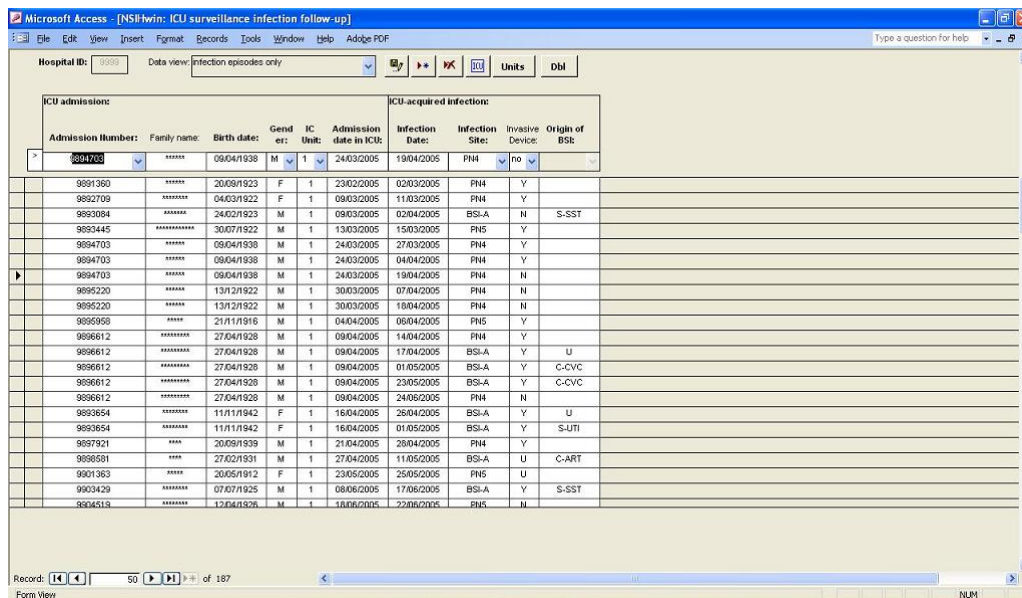 Microsoft Access - [NSIHwin: ICU surveillance infection follow-up]
File Edit View Insert Format Records Tools Window Help Adobe PDF Type a question for help
Hospital ID: 9999 Data view: infection episodes only Units Dbl
ICU admission: ICU-acquired infection:
Admission Number: Family name: Birth date: Gend er: IC Unit: Admission date in ICU: Infection Date: Infection Site: Invasive Device: Origin of BSI:
> 9894703 ****** 09/04/1938 M 1 24/03/2005 19/04/2005 PN4 no
9891360 ****** 20/09/1923 F 1 23/02/2005 02/03/2005 PN4 Y
9892709 ******** 04/03/1922 F 1 09/03/2005 11/03/2005 PN4 Y
9893084 ******* 24/02/1923 M 1 09/03/2005 02/04/2005 BSI-A N S-SST
9893445 ************ 30/07/1922 M 1 13/03/2005 15/03/2005 PN5 Y
9894703 ****** 09/04/1938 M 1 24/03/2005 27/03/2005 PN4 Y
9894703 ****** 09/04/1938 M 1 24/03/2005 04/04/2005 PN4 Y
9894703 ****** 09/04/1938 M 1 24/03/2005 19/04/2005 PN4 N
9895220 ****** 13/12/1922 M 1 30/03/2005 07/04/2005 PN4 N
9895220 ****** 13/12/1922 M 1 30/03/2005 18/04/2005 PN4 N
9895958 ***** 21/11/1916 M 1 04/04/2005 06/04/2005 PN5 Y
9896612 ********* 27/04/1928 M 1 09/04/2005 14/04/2005 PN4 Y
9896612 ********* 27/04/1928 M 1 09/04/2005 17/04/2005 BSI-A Y U
9896612 ********* 27/04/1928 M 1 09/04/2005 01/05/2005 BSI-A Y C-CVC
9896612 ********* 27/04/1928 M 1 09/04/2005 23/05/2005 BSI-A Y C-CVC
9896612 ********* 27/04/1928 M 1 09/04/2005 24/06/2005 PN4 N
9893654 ******** 11/11/1942 F 1 16/04/2005 26/04/2005 BSI-A Y U
9893654 ******** 11/11/1942 F 1 16/04/2005 01/05/2005 BSI-A Y S-UTI
9897921 **** 20/09/1939 M 1 21/04/2005 28/04/2005 PN4 Y
9898581 **** 27/02/1931 M 1 27/04/2005 11/05/2005 BSI-A U C-ART
9901363 ***** 20/05/1912 F 1 23/05/2005 25/05/2005 PN5 U
9903429 ******** 07/07/1925 M 1 08/06/2005 17/06/2005 BSI-A Y S-SST
9904519 ******** 12/04/1926 M 1 18/06/2005 22/06/2005 PN5 N
Record: 50 of 187
Form View NUM